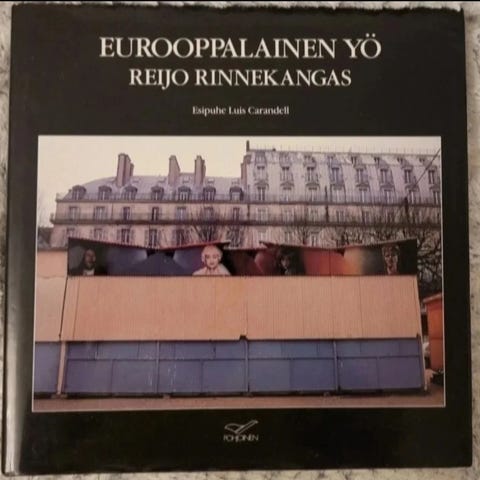 EUROOPPALAINEN YÖ
REIJO RINNEKANGAS
Esipuhe Luis Carandell
POHJOINEN